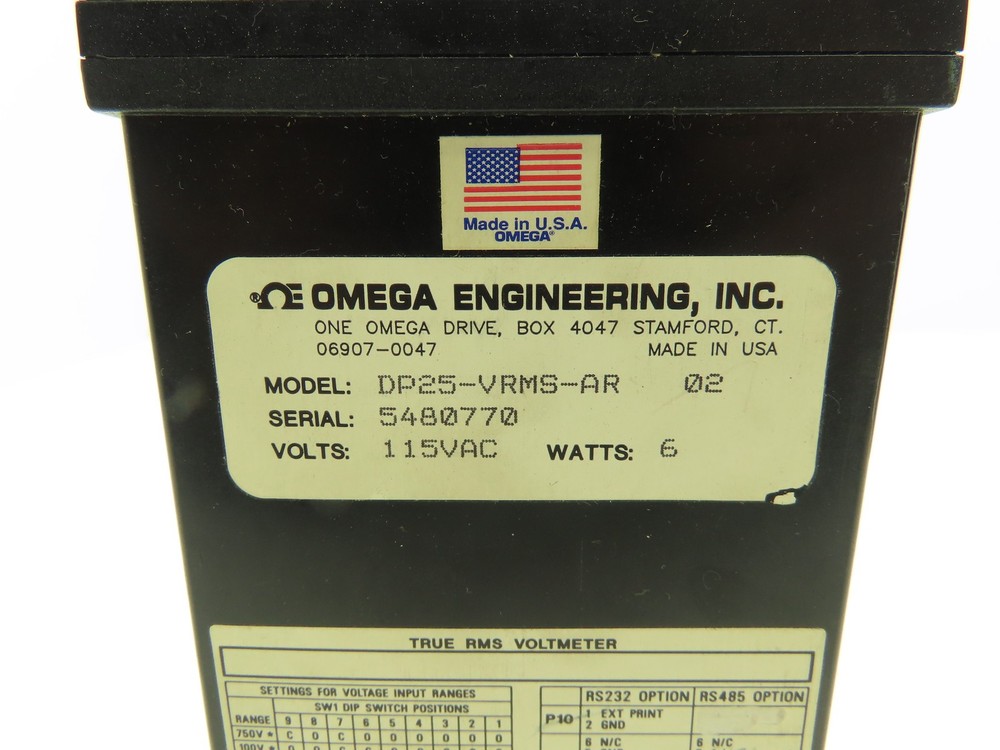 Made in U.S.A.
OMEGA®
®ΩE OMEGA ENGINEERING, INC.
ONE OMEGA DRIVE, BOX 4047 STAMFORD, CT.
06907-0047 MADE IN USA
MODEL: DP25-VRMS-AR 02
SERIAL: 5480770
VOLTS: 115VAC WATTS: 6
TRUE RMS VOLTMETER
SETTINGS FOR VOLTAGE INPUT RANGES
SW1 DIP SWITCH POSITIONS
RANGE 9 8 7 6 5 4 3 2 1
750V * C O C O O O O O O
100V *
RS232 OPTION RS485 OPTION
P10 1 EXT PRINT
2 GND
6 N/C 6 N/C